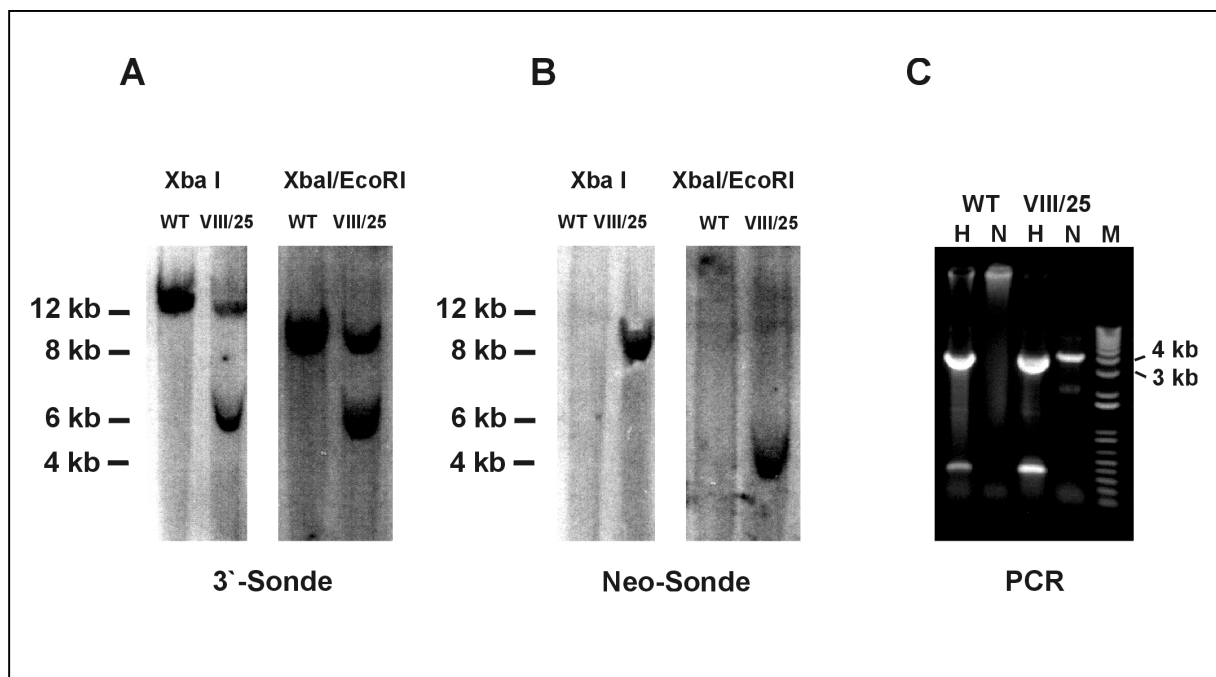 A B C
Xba I XbaI/EcoRI Xba I XbaI/EcoRI
WT VIII/25 WT VIII/25 WT VIII/25 WT VIII/25
WT VIII/25
H N H N M
12 kb 12 kb
8 kb 8 kb
4 kb
3 kb
6 kb 6 kb
4 kb 4 kb
3`-Sonde Neo-Sonde PCR